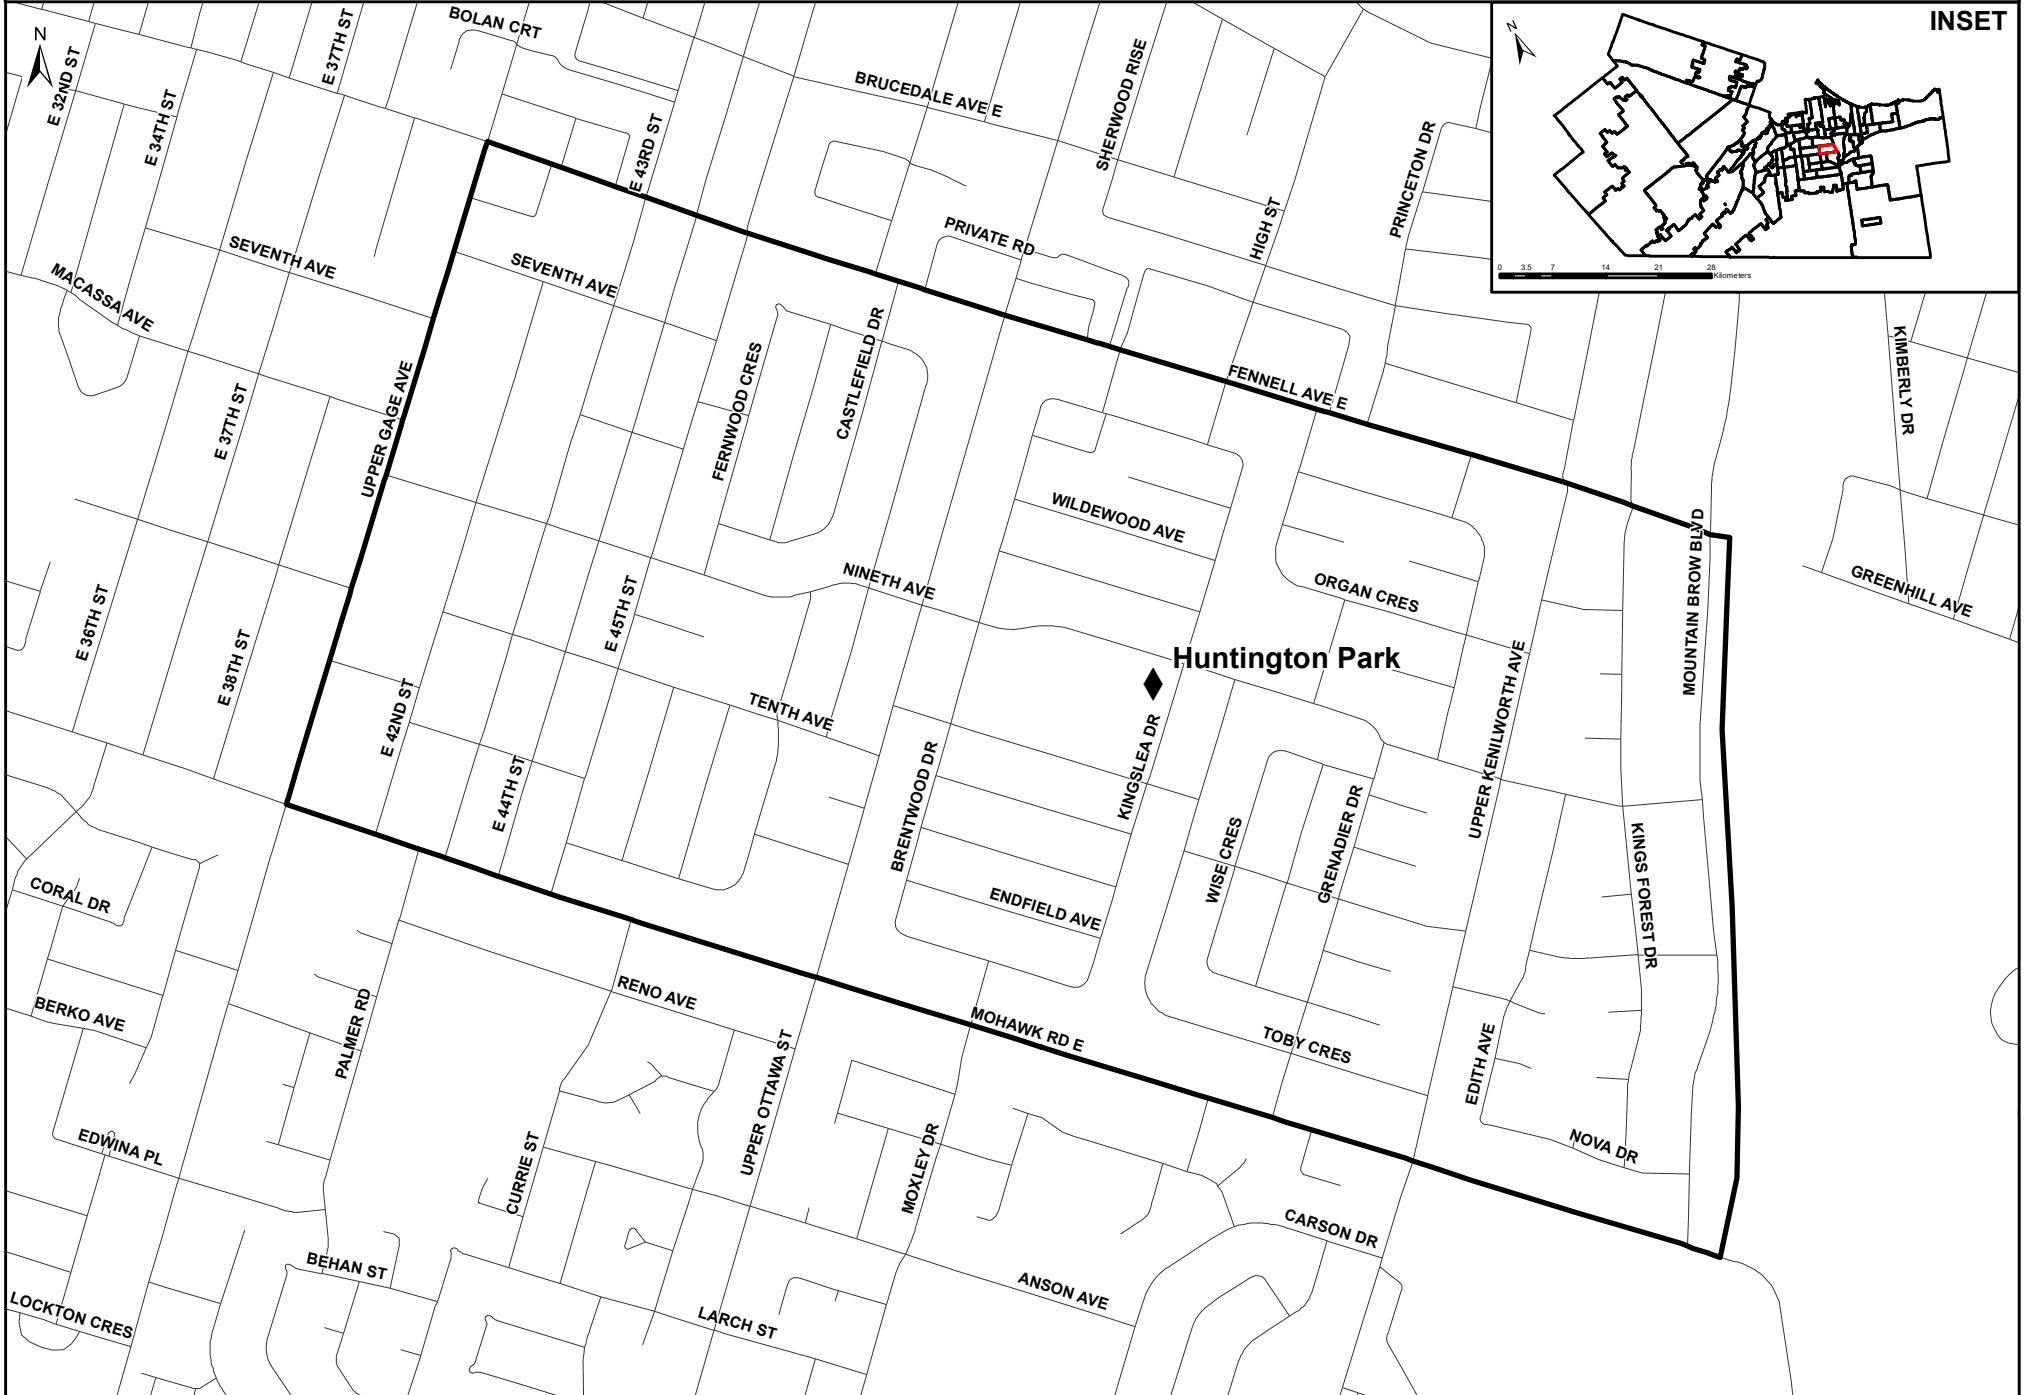 BOLAN CRT
INSET
N
N
E 37TH ST
E 32ND ST
E 34TH ST
E 43RD ST
BRUCEDALE AVE E
SHERWOOD RISE
PRINCETON DR
HIGH ST
PRIVATE RD
SEVENTH AVE
SEVENTH AVE
MACASSA AVE
0 3.5 7 14 21 28
Kilometers
UPPER GAGE AVE
E 37TH ST
FERNWOOD CRES
CASTLEFIELD DR
FENNELL AVE E
KIMBERLY DR
WILDEWOOD AVE
MOUNTAIN BROW BLVD
GREENHILL AVE
NINETH AVE
ORGAN CRES
E 36TH ST
E 38TH ST
E 45TH ST
Huntington Park
UPPER KENILWORTH AVE
E 42ND ST
TENTH AVE
E 44TH ST
BRENTWOOD DR
KINGSLEA DR
WISE CRES
GRENADIER DR
KINGS FOREST DR
CORAL DR
ENDFIELD AVE
BERKO AVE
PALMER RD
RENO AVE
UPPER OTTAWA ST
MOHAWK RD E
TOBY CRES
EDITH AVE
EDWINA PL
CURRIE ST
MOXLEY DR
NOVA DR
CARSON DR
BEHAN ST
ANSON AVE
LOCKTON CRES
LARCH ST